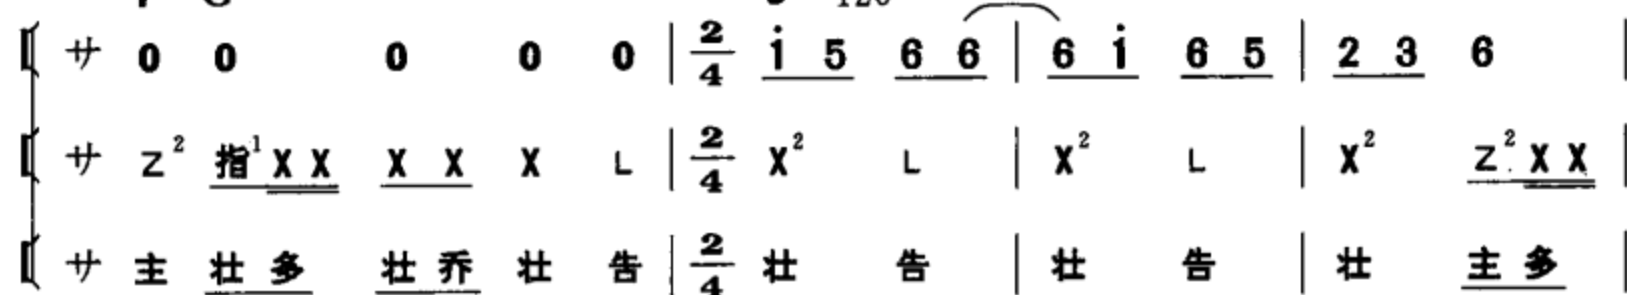 サ 0 0 0 0 0 | 2/4 i 5 6 6 | 6 i 6 5 | 2 3 6 |
サ Z² 指¹ X X X X X L | 2/4 X² L | X² L | X² Z² X X |
サ 主 壮 多 壮 乔 壮 告 | 2/4 壮 告 | 壮 告 | 壮 主 多 |